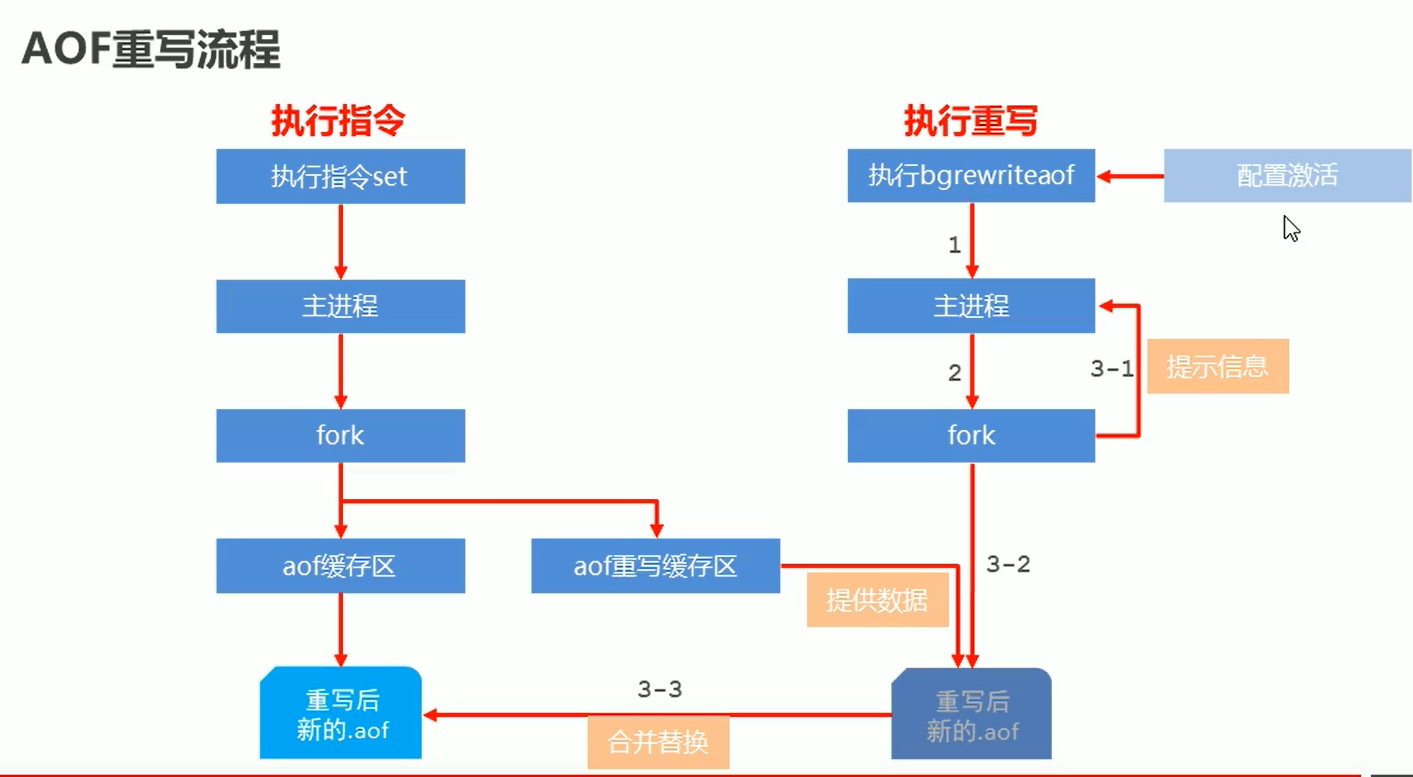 AOF重写流程
执行指令
执行重写
执行指令set
执行bgrewriteaof
配置激活
1
主进程
主进程
2
3-1
提示信息
fork
fork
aof缓存区
aof重写缓存区
3-2
提供数据
重写后
新的.aof
3-3
合并替换
重写后
新的.aof